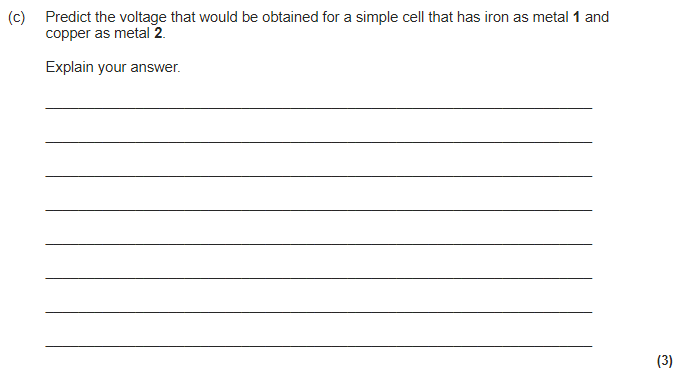 (c) Predict the voltage that would be obtained for a simple cell that has iron as metal 1 and
copper as metal 2.
Explain your answer.
(3)